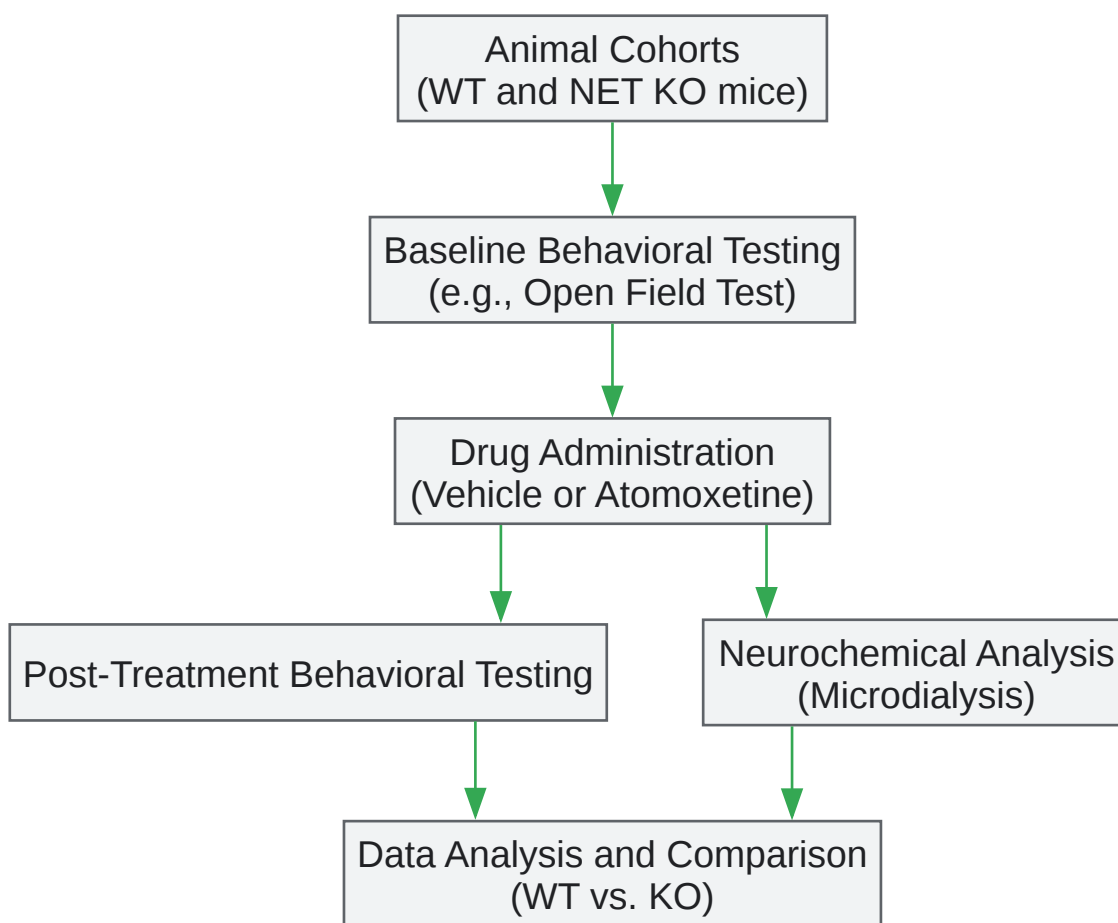 Animal Cohorts
(WT and NET KO mice)
Baseline Behavioral Testing
(e.g., Open Field Test)
Drug Administration
(Vehicle or Atomoxetine)
Post-Treatment Behavioral Testing
Neurochemical Analysis
(Microdialysis)
Data Analysis and Comparison
(WT vs. KO)